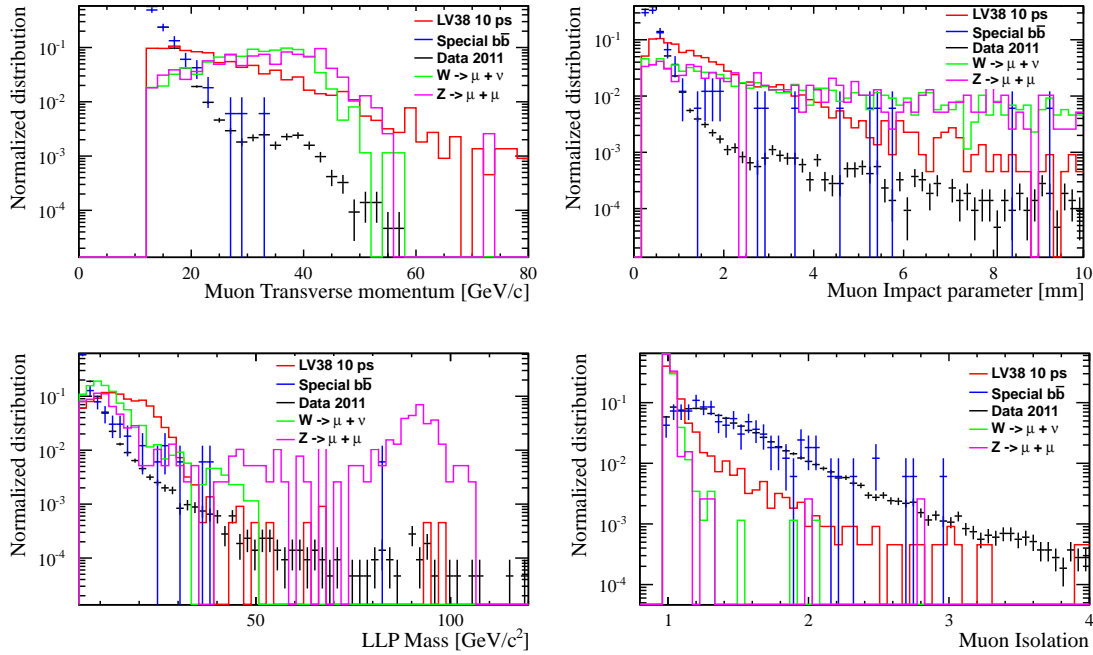 Normalized distribution
10⁻¹
10⁻²
10⁻³
10⁻⁴
LV38 10 ps
Special bb̅
Data 2011
W -> μ + ν
Z -> μ + μ
0 20 40 60 80
Muon Transverse momentum [GeV/c]
Normalized distribution
10⁻¹
10⁻²
10⁻³
10⁻⁴
LV38 10 ps
Special bb̅
Data 2011
W -> μ + ν
Z -> μ + μ
0 2 4 6 8 10
Muon Impact parameter [mm]
Normalized distribution
10⁻¹
10⁻²
10⁻³
10⁻⁴
LV38 10 ps
Special bb̅
Data 2011
W -> μ + ν
Z -> μ + μ
50 100
LLP Mass [GeV/c²]
Normalized distribution
10⁻¹
10⁻²
10⁻³
10⁻⁴
LV38 10 ps
Special bb̅
Data 2011
W -> μ + ν
Z -> μ + μ
1 2 3 4
Muon Isolation